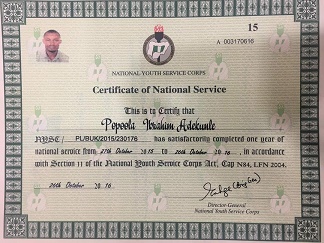 15
A 003170616
NATIONAL YOUTH SERVICE CORPS
Certificate of National Service
This is to Certify that
Popoola Ibrahim Adekunle
NYSC / PL/BUK/2015/230176 has satisfactorily completed one year of
national service from 27th October 2015 to 26th October 2016, in accordance
with Section 11 of the National Youth Service Corps Act, Cap N84, LFN 2004.
26th October 2016
Director-General
National Youth Service Corps